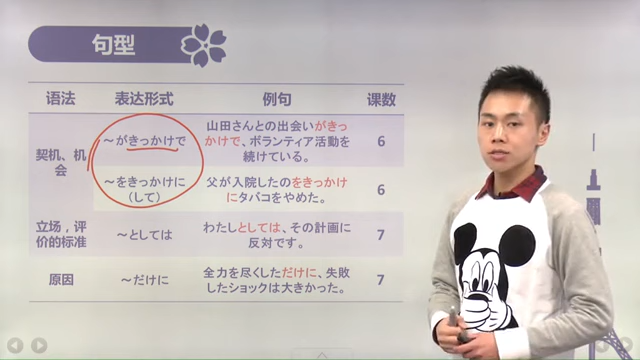 句型
语法 表达形式 例句 课数
契机、机会
～がきっかけで
山田さんとの出会いがきっ
かけで、ボランティア活動を
続けている。
6
～をきっかけに
（して）
父が入院したのをきっかけ
にタバコをやめた。
6
立场，评
价的标准
～としては
わたしとしては、その計画に
反対です。
7
原因
～だけに
全力を尽くしただけに、失敗
したショックは大きかった。
7